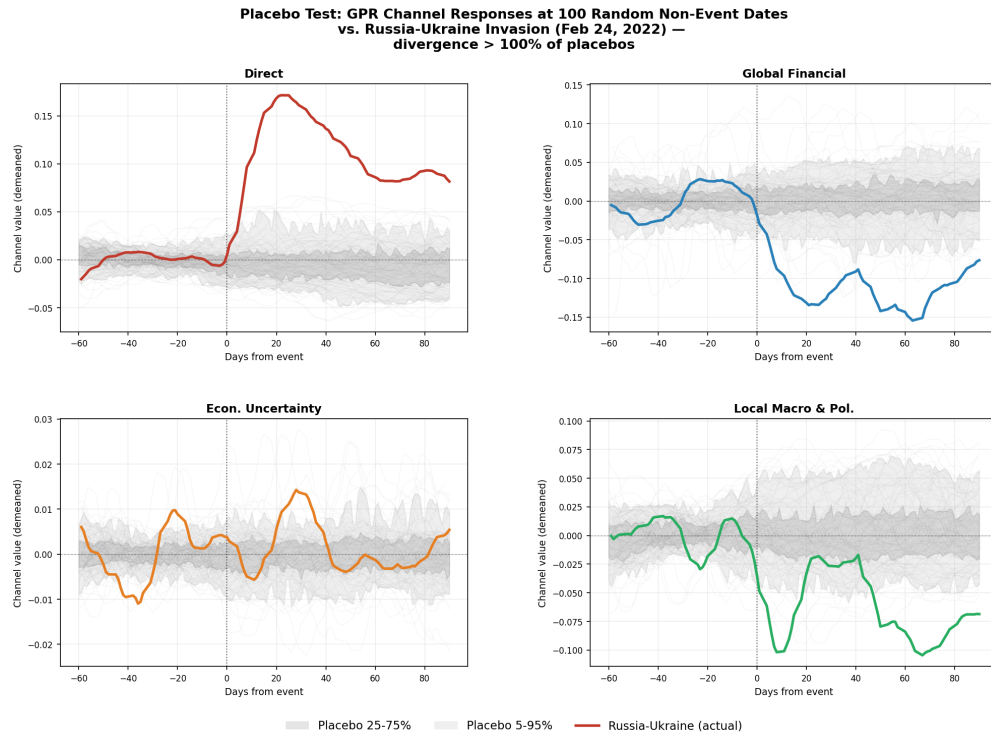 Placebo Test: GPR Channel Responses at 100 Random Non-Event Dates
vs. Russia-Ukraine Invasion (Feb 24, 2022) —
divergence > 100% of placebos
Direct
Channel value (demeaned)
0.15
0.10
0.05
0.00
−0.05
−60 −40 −20 0 20 40 60 80
Days from event
Global Financial
Channel value (demeaned)
0.15
0.10
0.05
0.00
−0.05
−0.10
−0.15
−60 −40 −20 0 20 40 60 80
Days from event
Econ. Uncertainty
Channel value (demeaned)
0.03
0.02
0.01
0.00
−0.01
−0.02
−60 −40 −20 0 20 40 60 80
Days from event
Local Macro & Pol.
Channel value (demeaned)
0.100
0.075
0.050
0.025
0.000
−0.025
−0.050
−0.075
−0.100
−60 −40 −20 0 20 40 60 80
Days from event
Placebo 25-75%
Placebo 5-95%
Russia-Ukraine (actual)